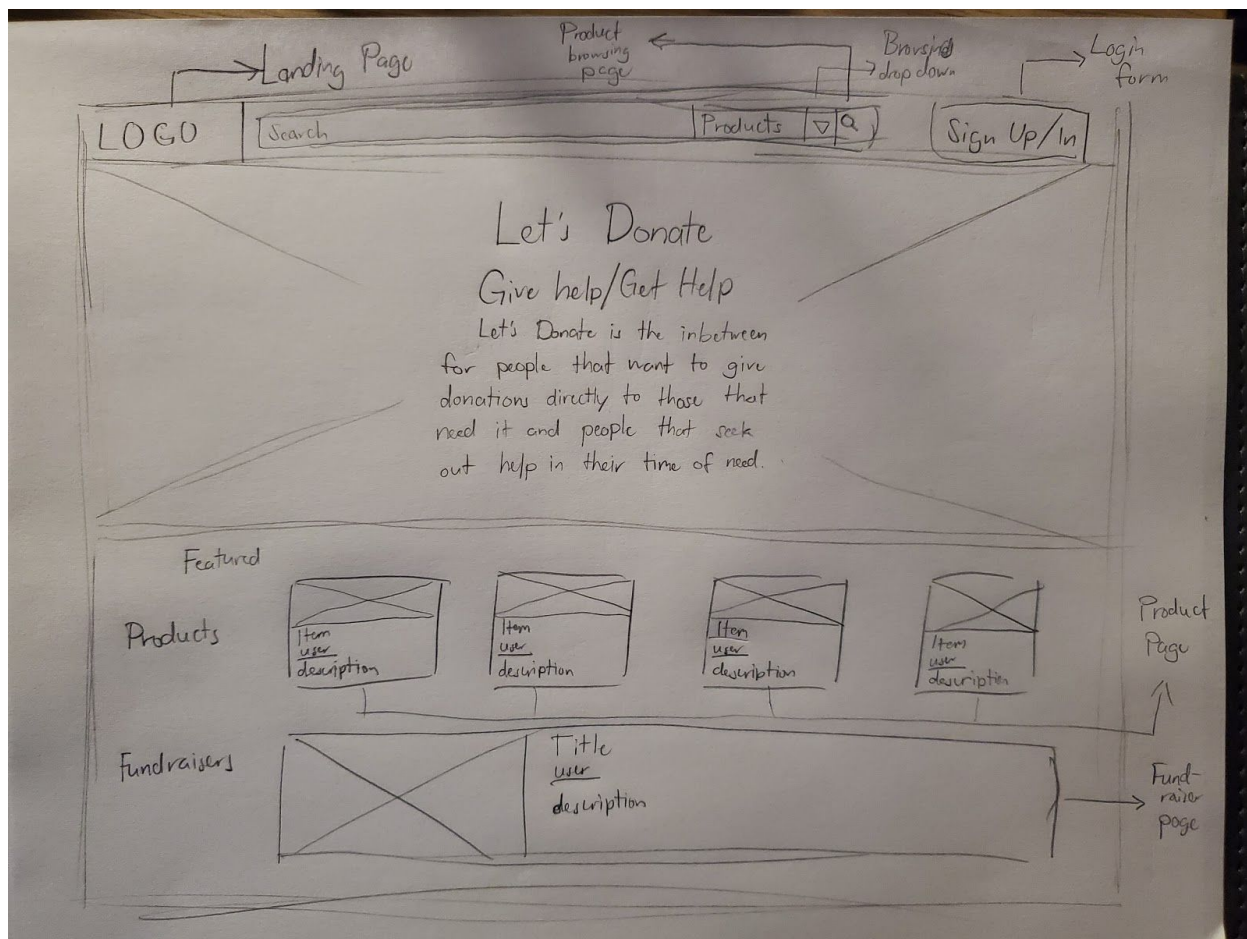 Landing Page
Product
browsing
page
Browsing
drop down
Login
form
LOGO
Search
Products
Sign Up/In
Let's Donate
Give help/Get Help
Let's Donate is the inbetween
for people that want to give
donations directly to those that
need it and people that seek
out help in their time of need.
Featured
Products
Item
user
description
Item
user
description
Item
user
description
Item
user
description
Product
Page
Fundraisers
Title
user
description
Fund-
raiser
page